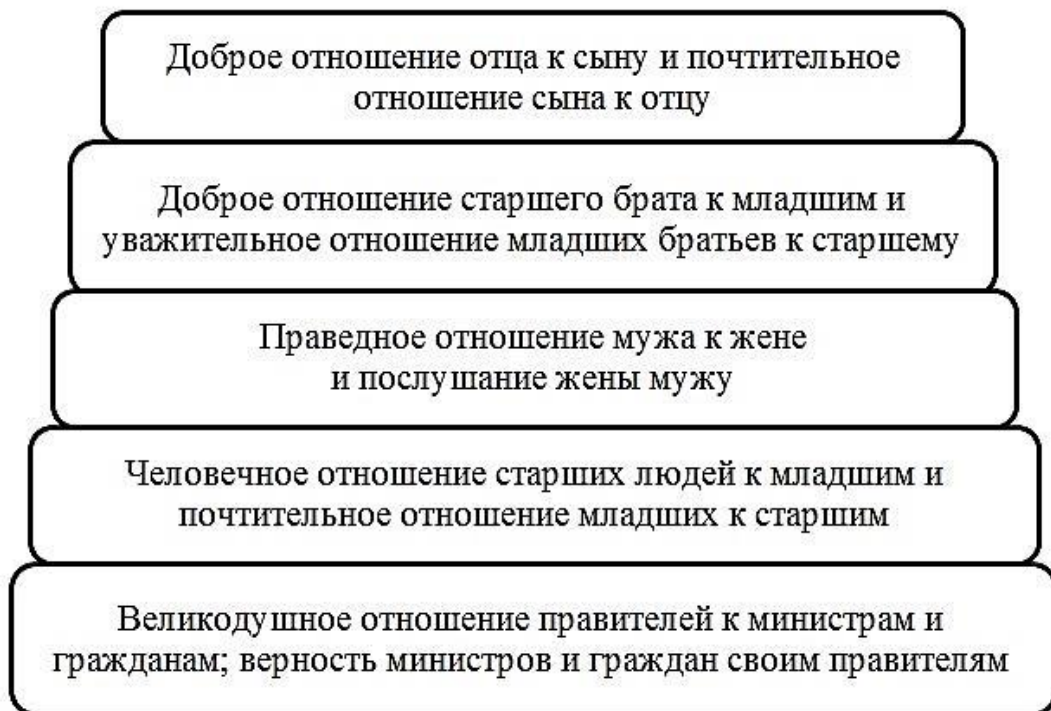 Доброе отношение отца к сыну и почтительное
отношение сына к отцу
Доброе отношение старшего брата к младшим и
уважительное отношение младших братьев к старшему
Праведное отношение мужа к жене
и послушание жены мужу
Человечное отношение старших людей к младшим и
почтительное отношение младших к старшим
Великодушное отношение правителей к министрам и
гражданам; верность министров и граждан своим правителям